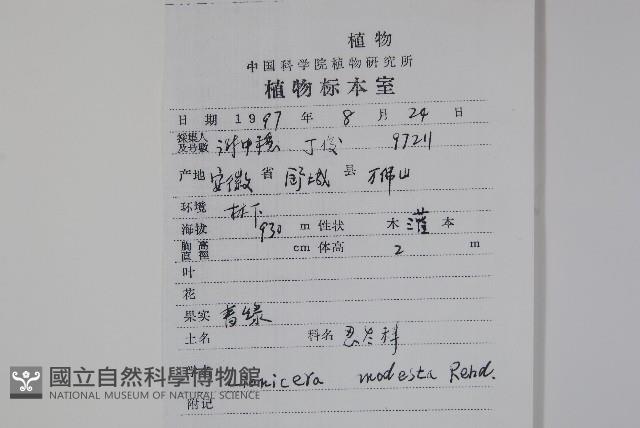 植物
中国科学院植物研究所
植物标本室
日期 1997 年 8 月 24 日
採集人及号數 谢中稳 丁俊 97211
产地 安徽 省 舒城 县 万佛山
环境 林下
海拔 930 m 性状 木 灌 本
胸高直徑 cm 体高 2 m
叶
花
果实 青绿
土名 科名 忍冬科
Lonicera modesta Rehd.
國立自然科學博物館
NATIONAL MUSEUM OF NATURAL SCIENCE
附记